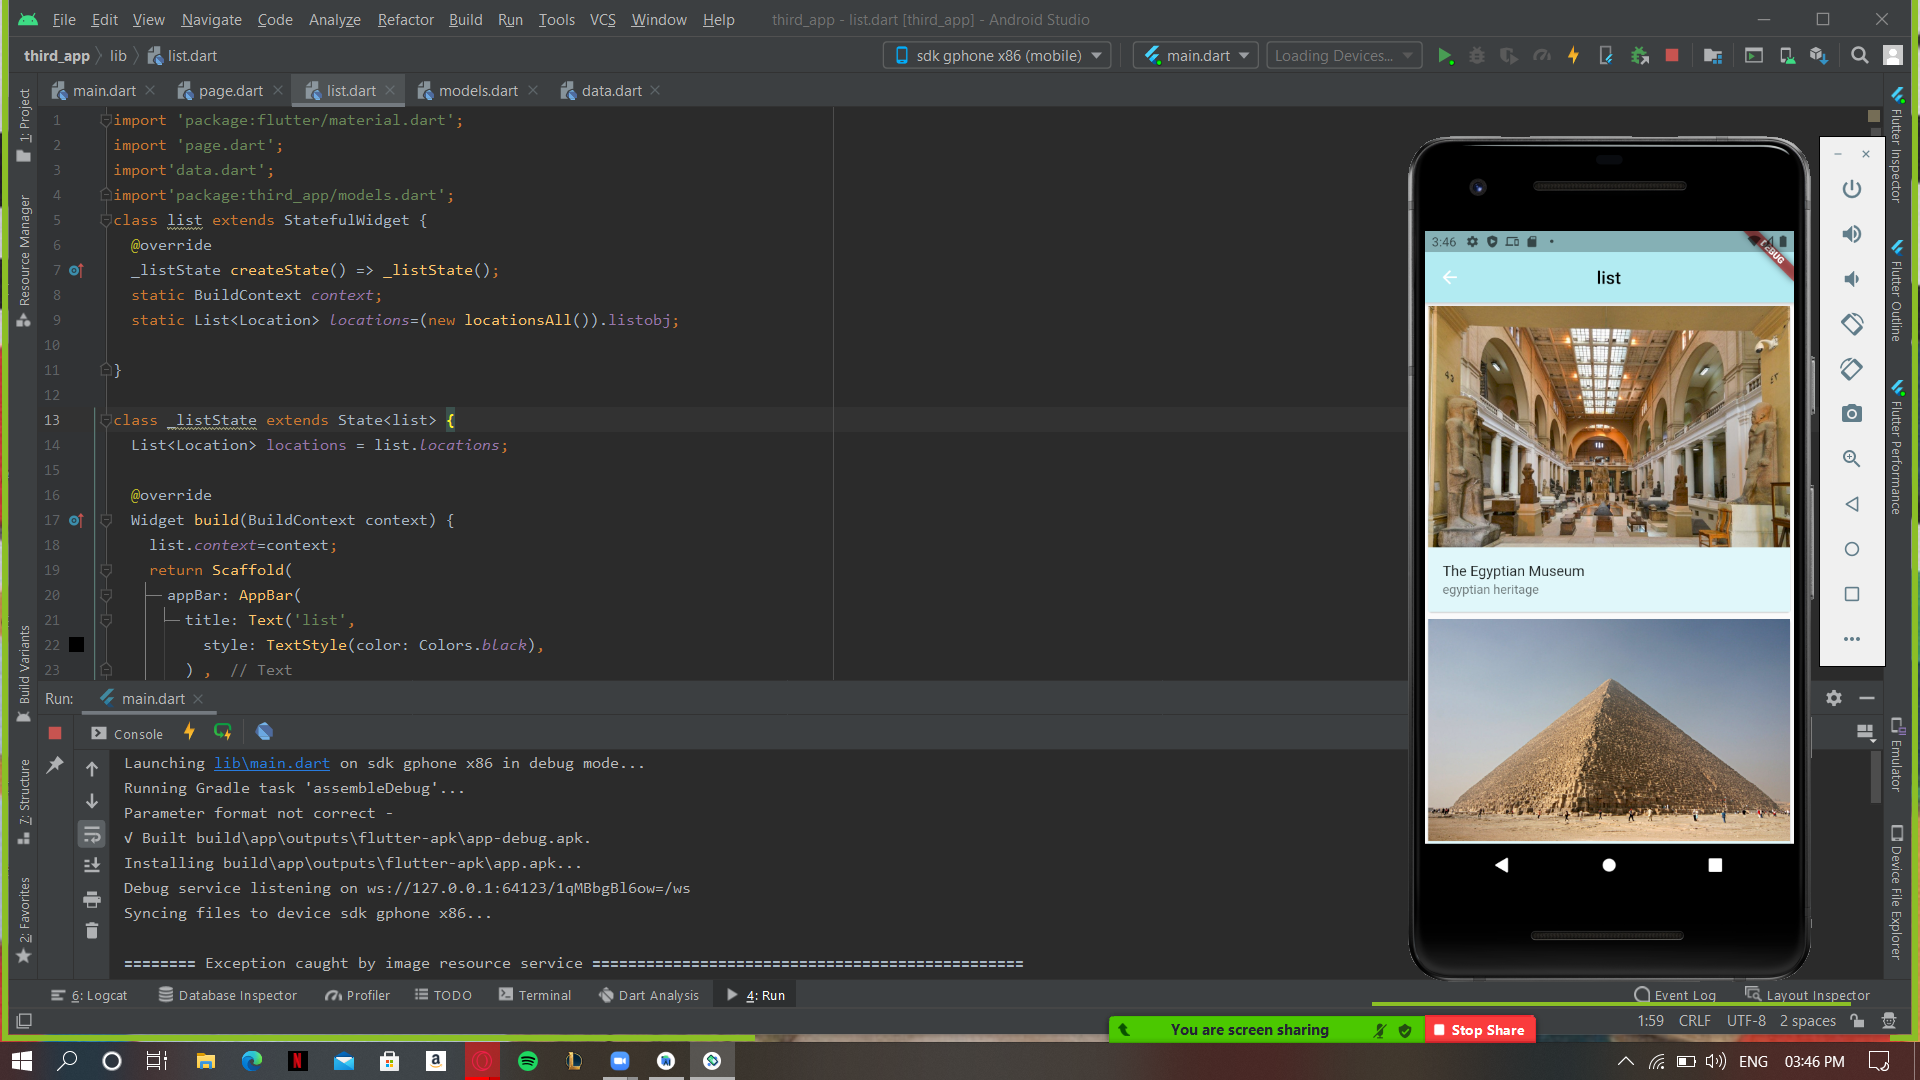 File Edit View Navigate Code Analyze Refactor Build Run Tools VCS Window Help third_app - list.dart [third_app] - Android Studio
third_app lib list.dart sdk gphone x86 (mobile) main.dart Loading Devices...
main.dart page.dart list.dart models.dart data.dart
1 import 'package:flutter/material.dart';
2 import 'page.dart';
3 import'data.dart';
4 import'package:third_app/models.dart';
5 class list extends StatefulWidget {
6 @override
7 _listState createState() => _listState();
8 static BuildContext context;
9 static List<Location> locations=(new locationsAll()).listobj;
10
11 }
12
13 class _listState extends State<list> {
14 List<Location> locations = list.locations;
15
16 @override
17 Widget build(BuildContext context) {
18 list.context=context;
19 return Scaffold(
20 appBar: AppBar(
21 title: Text('list',
22 style: TextStyle(color: Colors.black),
23 ) , // Text
1: Project
Resource Manager
Build Variants
7: Structure
2: Favorites
Run: main.dart
Console
Launching lib\main.dart on sdk gphone x86 in debug mode...
Running Gradle task 'assembleDebug'...
Parameter format not correct -
√ Built build\app\outputs\flutter-apk\app-debug.apk.
Installing build\app\outputs\flutter-apk\app.apk...
Debug service listening on ws://127.0.0.1:64123/1qMBbgBl6ow=/ws
Syncing files to device sdk gphone x86...
======== Exception caught by image resource service ================================================
3:46
DEBUG
list
The Egyptian Museum
egyptian heritage
Flutter Inspector
Flutter Outline
Flutter Performance
Emulator
Device File Explorer
6: Logcat Database Inspector Profiler TODO Terminal Dart Analysis 4: Run Event Log Layout Inspector
1:59 CRLF UTF-8 2 spaces
You are screen sharing Stop Share
ENG 03:46 PM